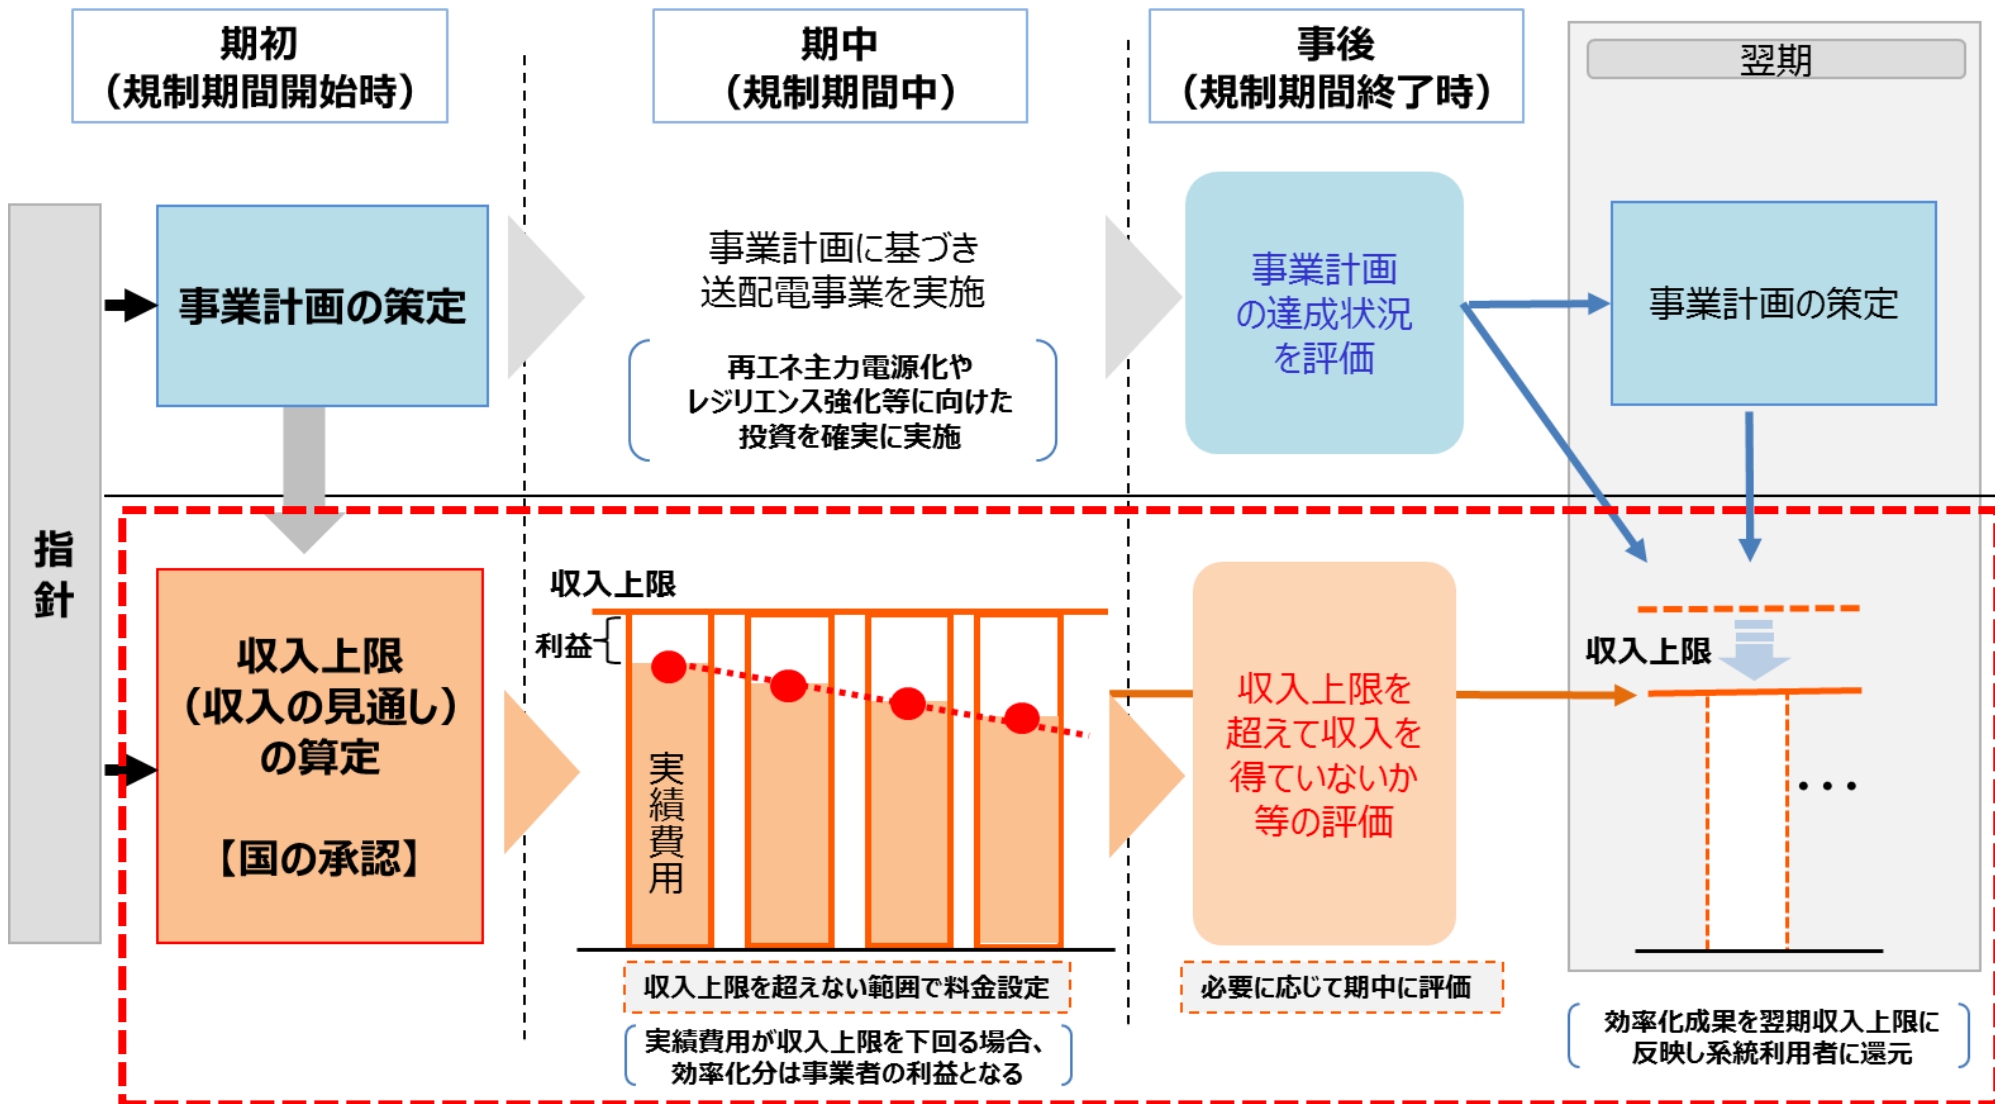 期初
（規制期間開始時）
期中
（規制期間中）
事後
（規制期間終了時）
翌期
指針
事業計画の策定
事業計画に基づき
送配電事業を実施
再エネ主力電源化や
レジリエンス強化等に向けた
投資を確実に実施
事業計画
の達成状況
を評価
事業計画の策定
収入上限
（収入の見通し）
の算定
【国の承認】
収入上限
利益
実績費用
収入上限を超えない範囲で料金設定
実績費用が収入上限を下回る場合、
効率化分は事業者の利益となる
収入上限を
超えて収入を
得ていないか
等の評価
必要に応じて期中に評価
収入上限
・・・
効率化成果を翌期収入上限に
反映し系統利用者に還元